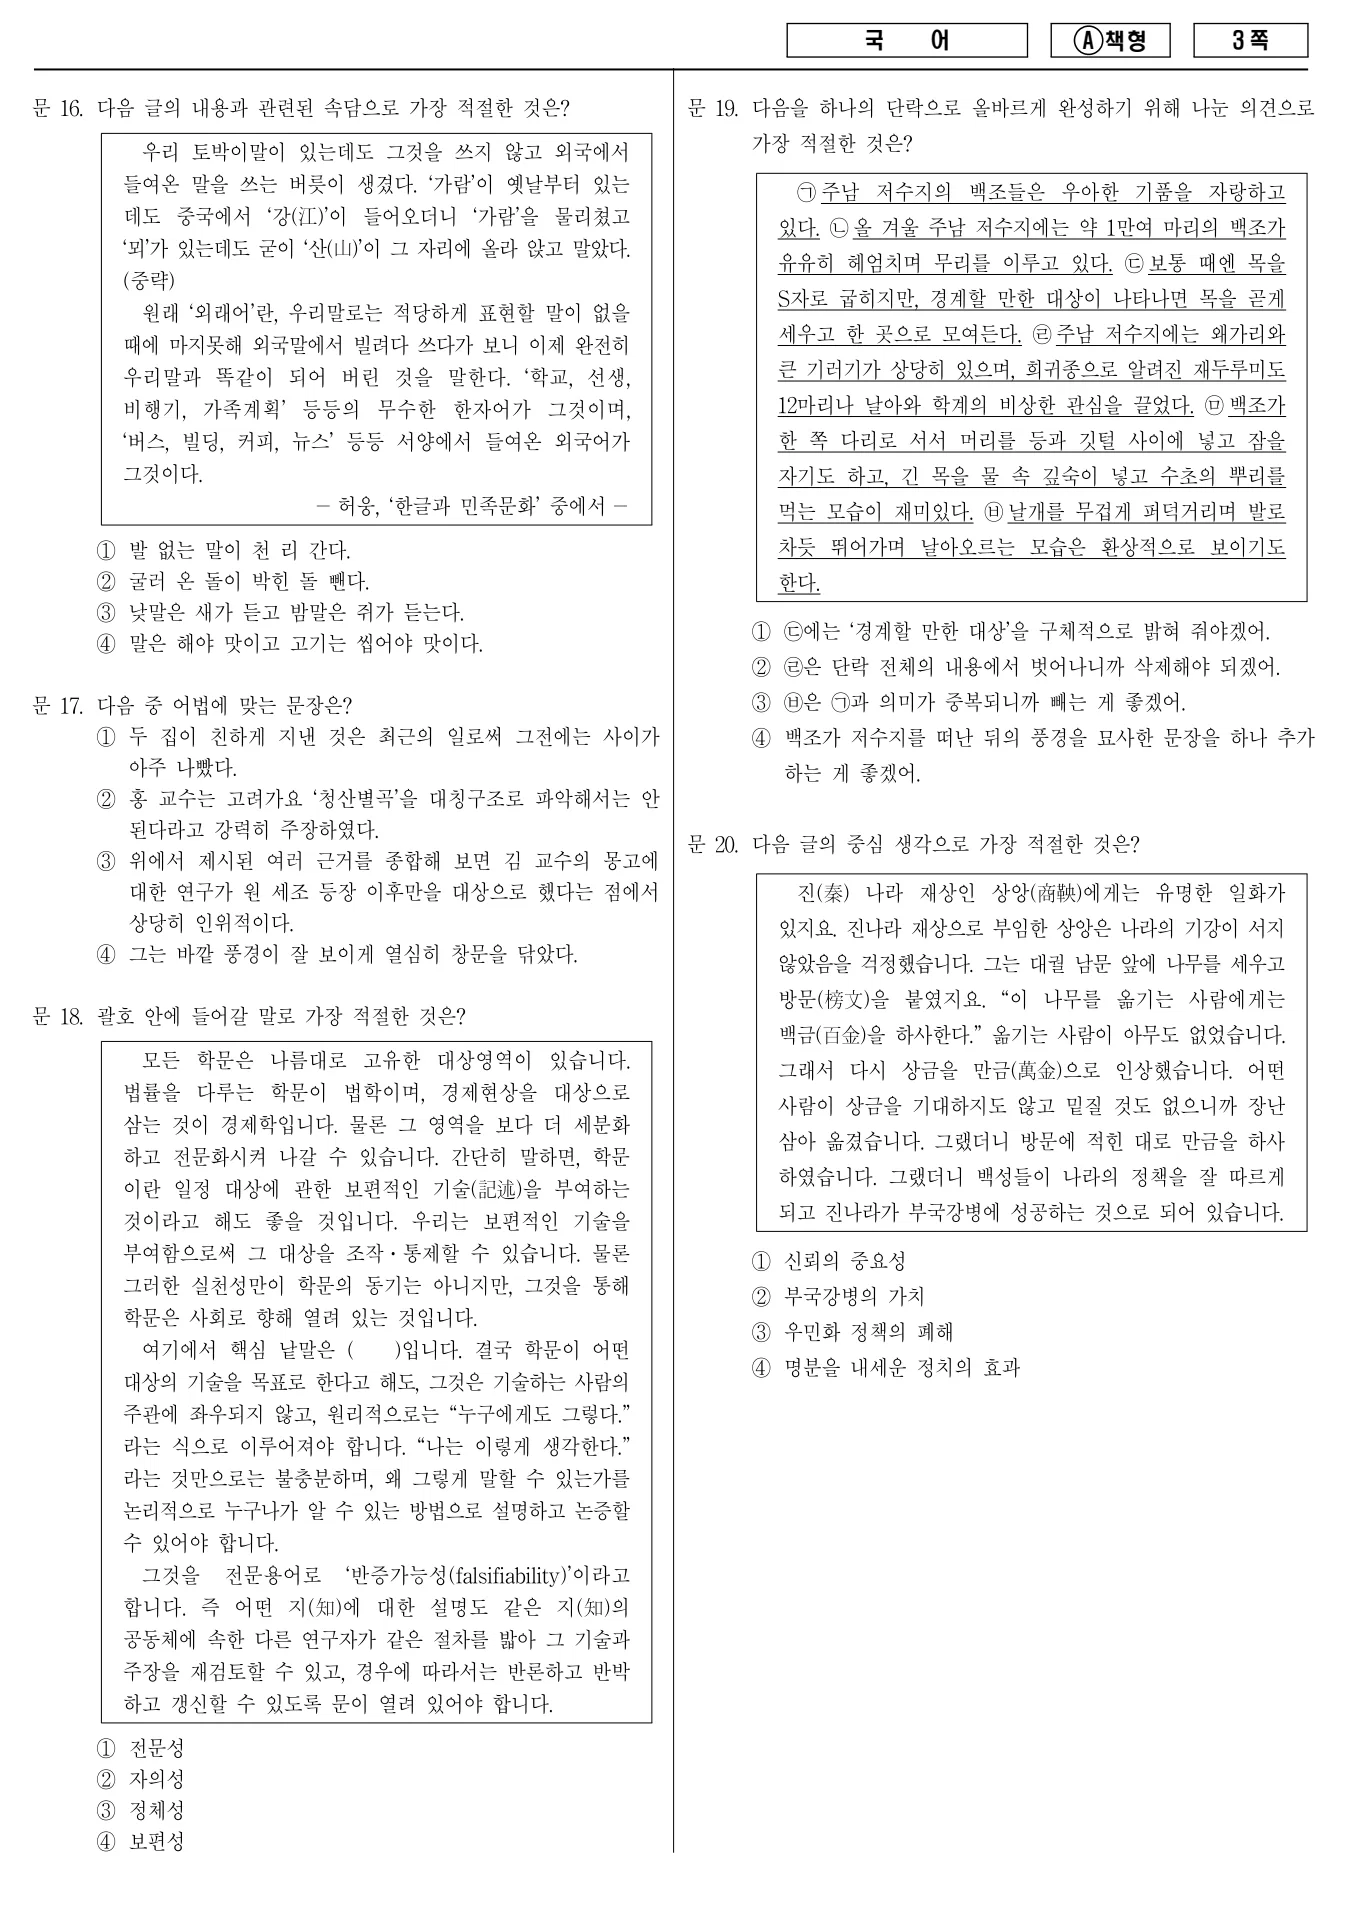 국 어
Ⓐ책형
3쪽
문 16. 다음 글의 내용과 관련된 속담으로 가장 적절한 것은?
우리 토박이말이 있는데도 그것을 쓰지 않고 외국에서
들여온 말을 쓰는 버릇이 생겼다. ‘가람’이 옛날부터 있는
데도 중국에서 ‘강(江)’이 들어오더니 ‘가람’을 물리쳤고
‘뫼’가 있는데도 굳이 ‘산(山)’이 그 자리에 올라 앉고 말았다.
(중략)
원래 ‘외래어’란, 우리말로는 적당하게 표현할 말이 없을
때에 마지못해 외국말에서 빌려다 쓰다가 보니 이제 완전히
우리말과 똑같이 되어 버린 것을 말한다. ‘학교, 선생,
비행기, 가족계획’ 등등의 무수한 한자어가 그것이며,
‘버스, 빌딩, 커피, 뉴스’ 등등 서양에서 들여온 외국어가
그것이다.
– 허웅, ‘한글과 민족문화’ 중에서 –
① 발 없는 말이 천 리 간다.
② 굴러 온 돌이 박힌 돌 뺀다.
③ 낮말은 새가 듣고 밤말은 쥐가 듣는다.
④ 말은 해야 맛이고 고기는 씹어야 맛이다.
문 17. 다음 중 어법에 맞는 문장은?
① 두 집이 친하게 지낸 것은 최근의 일로써 그전에는 사이가
아주 나빴다.
② 홍 교수는 고려가요 ‘청산별곡’을 대칭구조로 파악해서는 안
된다라고 강력히 주장하였다.
③ 위에서 제시된 여러 근거를 종합해 보면 김 교수의 몽고에
대한 연구가 원 세조 등장 이후만을 대상으로 했다는 점에서
상당히 인위적이다.
④ 그는 바깥 풍경이 잘 보이게 열심히 창문을 닦았다.
문 18. 괄호 안에 들어갈 말로 가장 적절한 것은?
모든 학문은 나름대로 고유한 대상영역이 있습니다.
법률을 다루는 학문이 법학이며, 경제현상을 대상으로
삼는 것이 경제학입니다. 물론 그 영역을 보다 더 세분화
하고 전문화시켜 나갈 수 있습니다. 간단히 말하면, 학문
이란 일정 대상에 관한 보편적인 기술(記述)을 부여하는
것이라고 해도 좋을 것입니다. 우리는 보편적인 기술을
부여함으로써 그 대상을 조작·통제할 수 있습니다. 물론
그러한 실천성만이 학문의 동기는 아니지만, 그것을 통해
학문은 사회로 향해 열려 있는 것입니다.
여기에서 핵심 낱말은 (    )입니다. 결국 학문이 어떤
대상의 기술을 목표로 한다고 해도, 그것은 기술하는 사람의
주관에 좌우되지 않고, 원리적으로는 “누구에게도 그렇다.”
라는 식으로 이루어져야 합니다. “나는 이렇게 생각한다.”
라는 것만으로는 불충분하며, 왜 그렇게 말할 수 있는가를
논리적으로 누구나가 알 수 있는 방법으로 설명하고 논증할
수 있어야 합니다.
그것을 전문용어로 ‘반증가능성(falsifiability)’이라고
합니다. 즉 어떤 지(知)에 대한 설명도 같은 지(知)의
공동체에 속한 다른 연구자가 같은 절차를 밟아 그 기술과
주장을 재검토할 수 있고, 경우에 따라서는 반론하고 반박
하고 갱신할 수 있도록 문이 열려 있어야 합니다.
① 전문성
② 자의성
③ 정체성
④ 보편성
문 19. 다음을 하나의 단락으로 올바르게 완성하기 위해 나눈 의견으로
가장 적절한 것은?
㉠주남 저수지의 백조들은 우아한 기품을 자랑하고
있다. ㉡올 겨울 주남 저수지에는 약 1만여 마리의 백조가
유유히 헤엄치며 무리를 이루고 있다. ㉢보통 때엔 목을
S자로 굽히지만, 경계할 만한 대상이 나타나면 목을 곧게
세우고 한 곳으로 모여든다. ㉣주남 저수지에는 왜가리와
큰 기러기가 상당히 있으며, 희귀종으로 알려진 재두루미도
12마리나 날아와 학계의 비상한 관심을 끌었다. ㉤백조가
한 쪽 다리로 서서 머리를 등과 깃털 사이에 넣고 잠을
자기도 하고, 긴 목을 물 속 깊숙이 넣고 수초의 뿌리를
먹는 모습이 재미있다. ㉥날개를 무겁게 퍼덕거리며 발로
차듯 뛰어가며 날아오르는 모습은 환상적으로 보이기도
한다.
① ㉢에는 ‘경계할 만한 대상’을 구체적으로 밝혀 줘야겠어.
② ㉣은 단락 전체의 내용에서 벗어나니까 삭제해야 되겠어.
③ ㉥은 ㉠과 의미가 중복되니까 빼는 게 좋겠어.
④ 백조가 저수지를 떠난 뒤의 풍경을 묘사한 문장을 하나 추가
하는 게 좋겠어.
문 20. 다음 글의 중심 생각으로 가장 적절한 것은?
진(秦) 나라 재상인 상앙(商鞅)에게는 유명한 일화가
있지요. 진나라 재상으로 부임한 상앙은 나라의 기강이 서지
않았음을 걱정했습니다. 그는 대궐 남문 앞에 나무를 세우고
방문(榜文)을 붙였지요. “이 나무를 옮기는 사람에게는
백금(百金)을 하사한다.” 옮기는 사람이 아무도 없었습니다.
그래서 다시 상금을 만금(萬金)으로 인상했습니다. 어떤
사람이 상금을 기대하지도 않고 밑질 것도 없으니까 장난
삼아 옮겼습니다. 그랬더니 방문에 적힌 대로 만금을 하사
하였습니다. 그랬더니 백성들이 나라의 정책을 잘 따르게
되고 진나라가 부국강병에 성공하는 것으로 되어 있습니다.
① 신뢰의 중요성
② 부국강병의 가치
③ 우민화 정책의 폐해
④ 명분을 내세운 정치의 효과